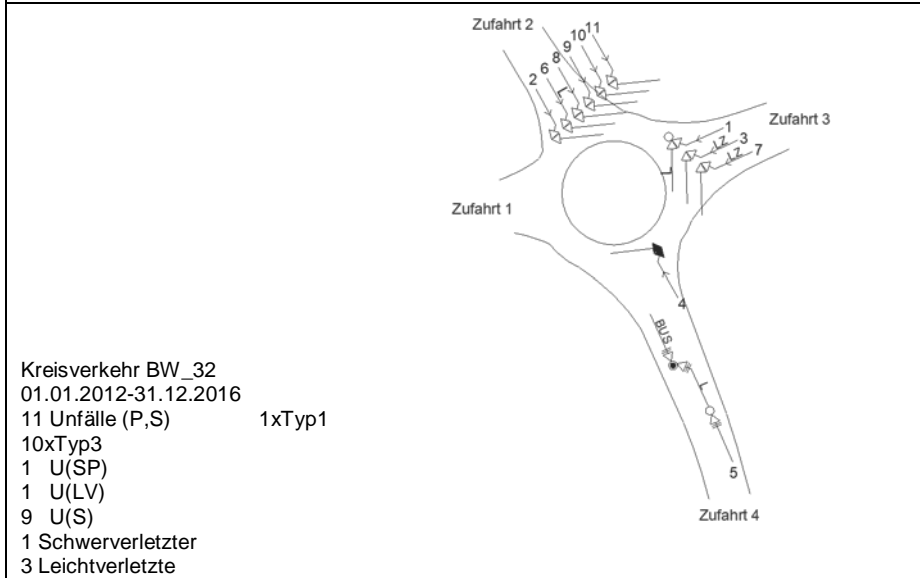 Zufahrt 2
11
10
9
8
6
2
L
Zufahrt 3
1
LZ 3
LZ 7
L
Zufahrt 1
4
BUS
L
5
Zufahrt 4
Kreisverkehr BW_32
01.01.2012-31.12.2016
11 Unfälle (P,S) 1xTyp1
10xTyp3
1 U(SP)
1 U(LV)
9 U(S)
1 Schwerverletzter
3 Leichtverletzte